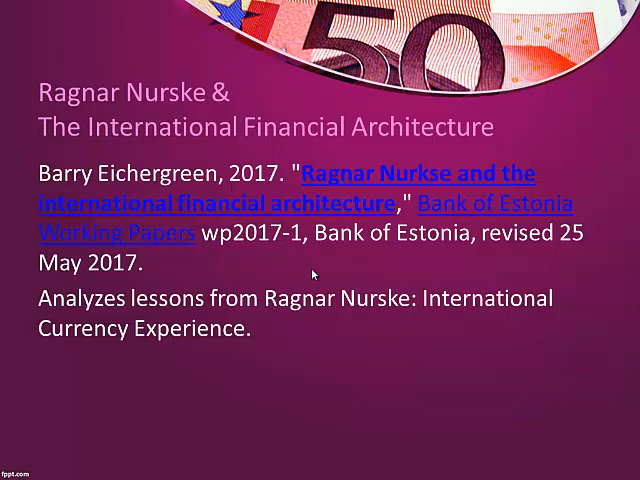 50
Ragnar Nurske &
The International Financial Architecture
Barry Eichergreen, 2017. "Ragnar Nurkse and the
international financial architecture," Bank of Estonia
Working Papers wp2017-1, Bank of Estonia, revised 25
May 2017.
Analyzes lessons from Ragnar Nurske: International
Currency Experience.
fppt.com